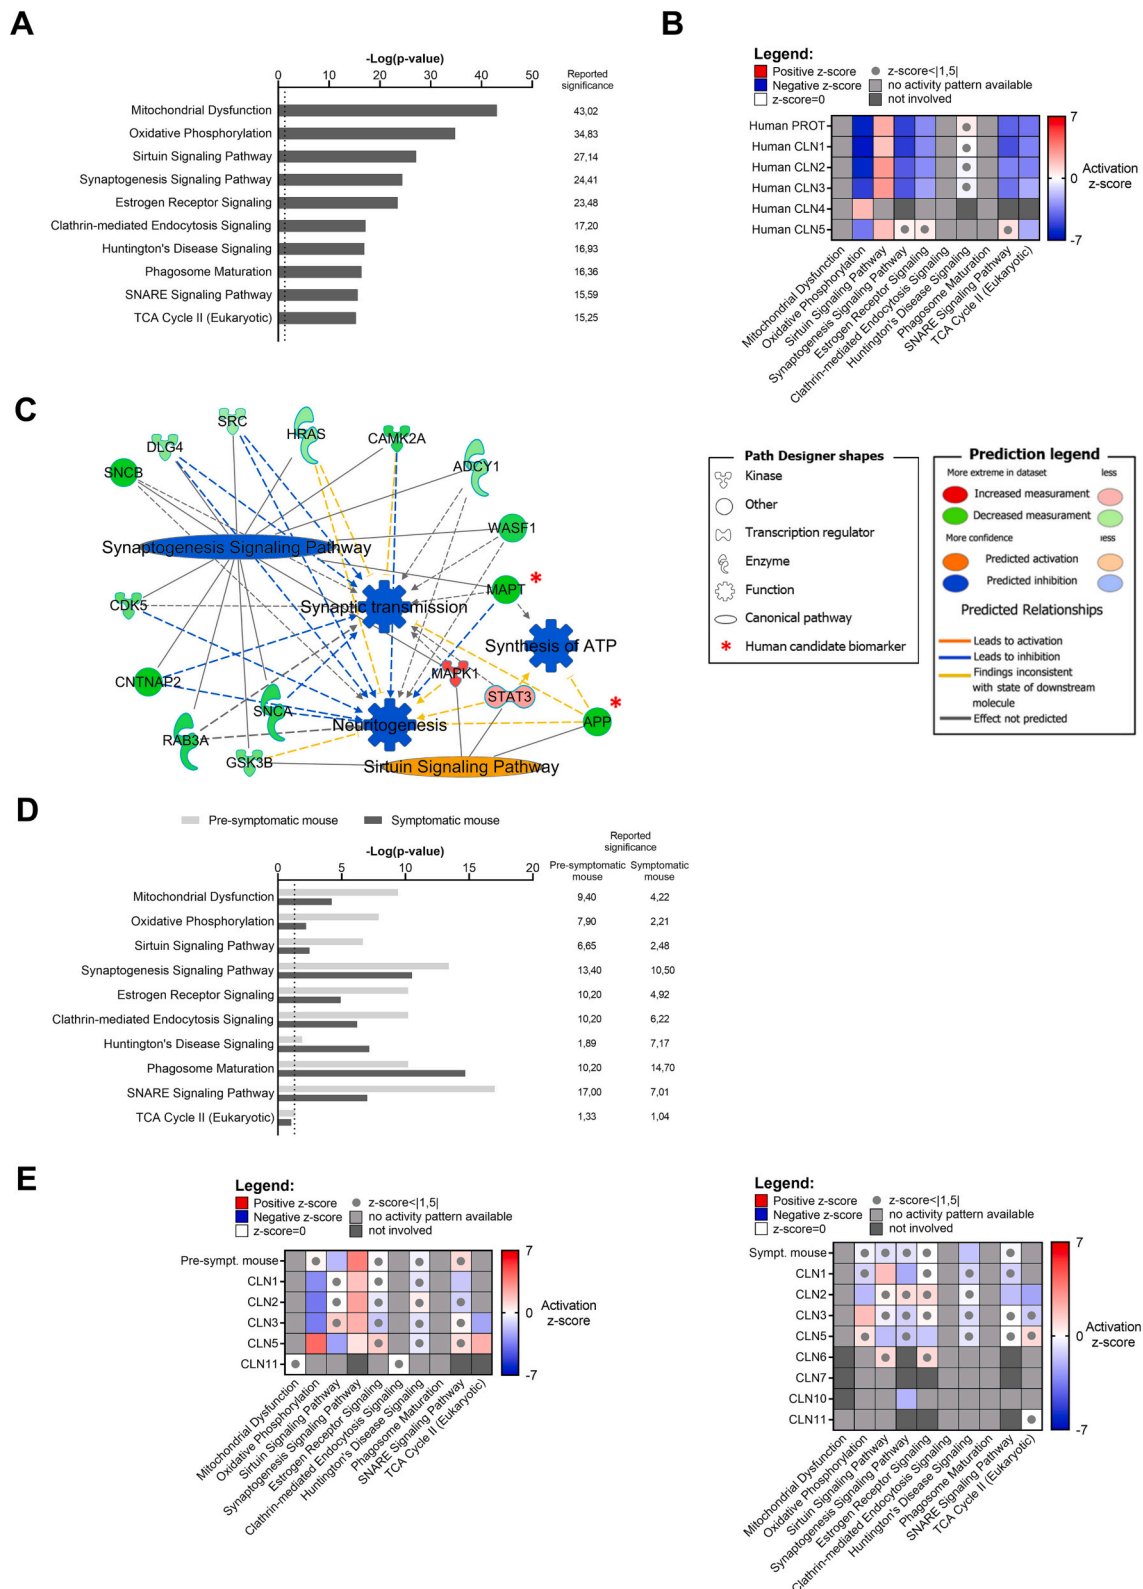 A
-Log(p-value)
0 10 20 30 40 50
Reported
significance
Mitochondrial Dysfunction 43,02
Oxidative Phosphorylation 34,83
Sirtuin Signaling Pathway 27,14
Synaptogenesis Signaling Pathway 24,41
Estrogen Receptor Signaling 23,48
Clathrin-mediated Endocytosis Signaling 17,20
Huntington's Disease Signaling 16,93
Phagosome Maturation 16,36
SNARE Signaling Pathway 15,59
TCA Cycle II (Eukaryotic) 15,25
B
Legend:
Positive z-score z-score<|1,5|
Negative z-score no activity pattern available
z-score=0 not involved
Human PROT
Human CLN1
Human CLN2
Human CLN3
Human CLN4
Human CLN5
7
0
-7
Activation
z-score
Mitochondrial Dysfunction
Oxidative Phosphorylation
Sirtuin Signaling Pathway
Synaptogenesis Signaling Pathway
Estrogen Receptor Signaling
Clathrin-mediated Endocytosis Signaling
Huntington's Disease Signaling
Phagosome Maturation
SNARE Signaling Pathway
TCA Cycle II (Eukaryotic)
C
SRC
HRAS
CAMK2A
DLG4
ADCY1
SNCB
WASF1
Synaptogenesis Signaling Pathway
MAPT *
CDK5
Synaptic transmission
Synthesis of ATP
MAPK1
CNTNAP2
STAT3
SNCA
APP *
RAB3A
Neuritogenesis
GSK3B
Sirtuin Signaling Pathway
Path Designer shapes
Kinase
Other
Transcription regulator
Enzyme
Function
Canonical pathway
* Human candidate biomarker
Prediction legend
More extreme in dataset less
Increased measurement
Decreased measurement
More confidence less
Predicted activation
Predicted inhibition
Predicted Relationships
Leads to activation
Leads to inhibition
Findings inconsistent
with state of downstream
molecule
Effect not predicted
D
Pre-symptomatic mouse Symptomatic mouse
-Log(p-value)
0 5 10 15 20
Reported
significance
Pre-symptomatic Symptomatic
mouse mouse
Mitochondrial Dysfunction 9,40 4,22
Oxidative Phosphorylation 7,90 2,21
Sirtuin Signaling Pathway 6,65 2,48
Synaptogenesis Signaling Pathway 13,40 10,50
Estrogen Receptor Signaling 10,20 4,92
Clathrin-mediated Endocytosis Signaling 10,20 6,22
Huntington's Disease Signaling 1,89 7,17
Phagosome Maturation 10,20 14,70
SNARE Signaling Pathway 17,00 7,01
TCA Cycle II (Eukaryotic) 1,33 1,04
E
Legend:
Positive z-score z-score<|1,5|
Negative z-score no activity pattern available
z-score=0 not involved
Pre-sympt. mouse
CLN1
CLN2
CLN3
CLN5
CLN11
7
0
-7
Activation
z-score
Mitochondrial Dysfunction
Oxidative Phosphorylation
Sirtuin Signaling Pathway
Synaptogenesis Signaling Pathway
Estrogen Receptor Signaling
Clathrin-mediated Endocytosis Signaling
Huntington's Disease Signaling
Phagosome Maturation
SNARE Signaling Pathway
TCA Cycle II (Eukaryotic)
Legend:
Positive z-score z-score<|1,5|
Negative z-score no activity pattern available
z-score=0 not involved
Sympt. mouse
CLN1
CLN2
CLN3
CLN5
CLN6
CLN7
CLN10
CLN11
7
0
-7
Activation
z-score
Mitochondrial Dysfunction
Oxidative Phosphorylation
Sirtuin Signaling Pathway
Synaptogenesis Signaling Pathway
Estrogen Receptor Signaling
Clathrin-mediated Endocytosis Signaling
Huntington's Disease Signaling
Phagosome Maturation
SNARE Signaling Pathway
TCA Cycle II (Eukaryotic)